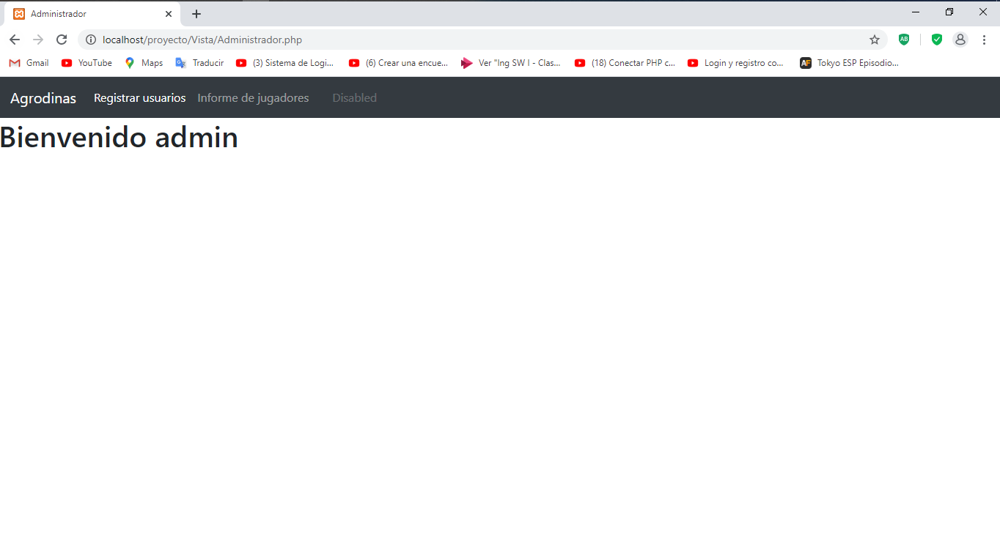 Administrador
localhost/proyecto/Vista/Administrador.php
Gmail YouTube Maps Traducir (3) Sistema de Logi... (6) Crear una encue... Ver "Ing SW I - Clas... (18) Conectar PHP c... Login y registro co... AF Tokyo ESP Episodio...
Agrodinas Registrar usuarios Informe de jugadores Disabled
Bienvenido admin